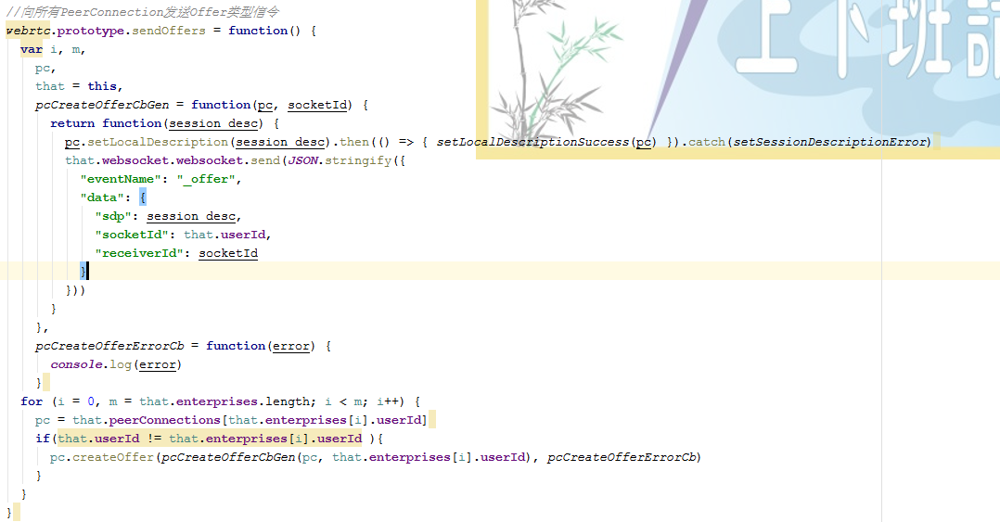 //向所有PeerConnection发送Offer类型信令
webrtc.prototype.sendOffers = function() {
var i, m,
pc,
that = this,
pcCreateOfferCbGen = function(pc, socketId) {
return function(session_desc) {
pc.setLocalDescription(session_desc).then(() => { setLocalDescriptionSuccess(pc) }).catch(setSessionDescriptionError)
that.websocket.websocket.send(JSON.stringify({
"eventName": "_offer",
"data": {
"sdp": session_desc,
"socketId": that.userId,
"receiverId": socketId
}
}))
}
},
pcCreateOfferErrorCb = function(error) {
console.log(error)
}
for (i = 0, m = that.enterprises.length; i < m; i++) {
pc = that.peerConnections[that.enterprises[i].userId]
if(that.userId != that.enterprises[i].userId ){
pc.createOffer(pcCreateOfferCbGen(pc, that.enterprises[i].userId), pcCreateOfferErrorCb)
}
}
}
上下班